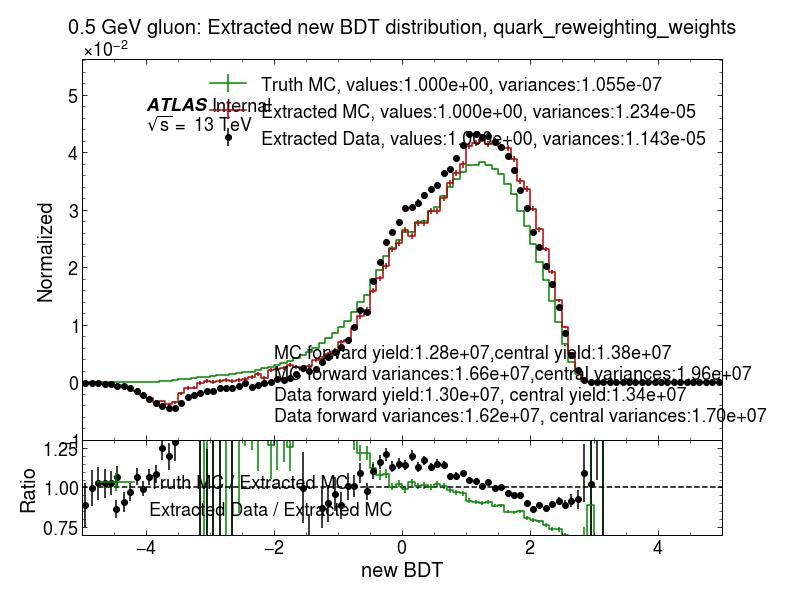 0.5 GeV gluon: Extracted new BDT distribution, quark_reweighting_weights
×10⁻²
Truth MC, values:1.000e+00, variances:1.055e-07
ATLAS Internal
Extracted MC, values:1.000e+00, variances:1.234e-05
√s = 13 TeV
Extracted Data, values:1.000e+00, variances:1.143e-05
5
4
3
2
1
0
−1
Normalized
MC forward yield:1.28e+07,central yield:1.38e+07
MC forward variances:1.66e+07,central variances:1.96e+07
Data forward yield:1.30e+07, central yield:1.34e+07
Data forward variances:1.62e+07, central variances:1.70e+07
1.25
1.00
0.75
Ratio
Truth MC / Extracted MC
Extracted Data / Extracted MC
−4 −2 0 2 4
new BDT